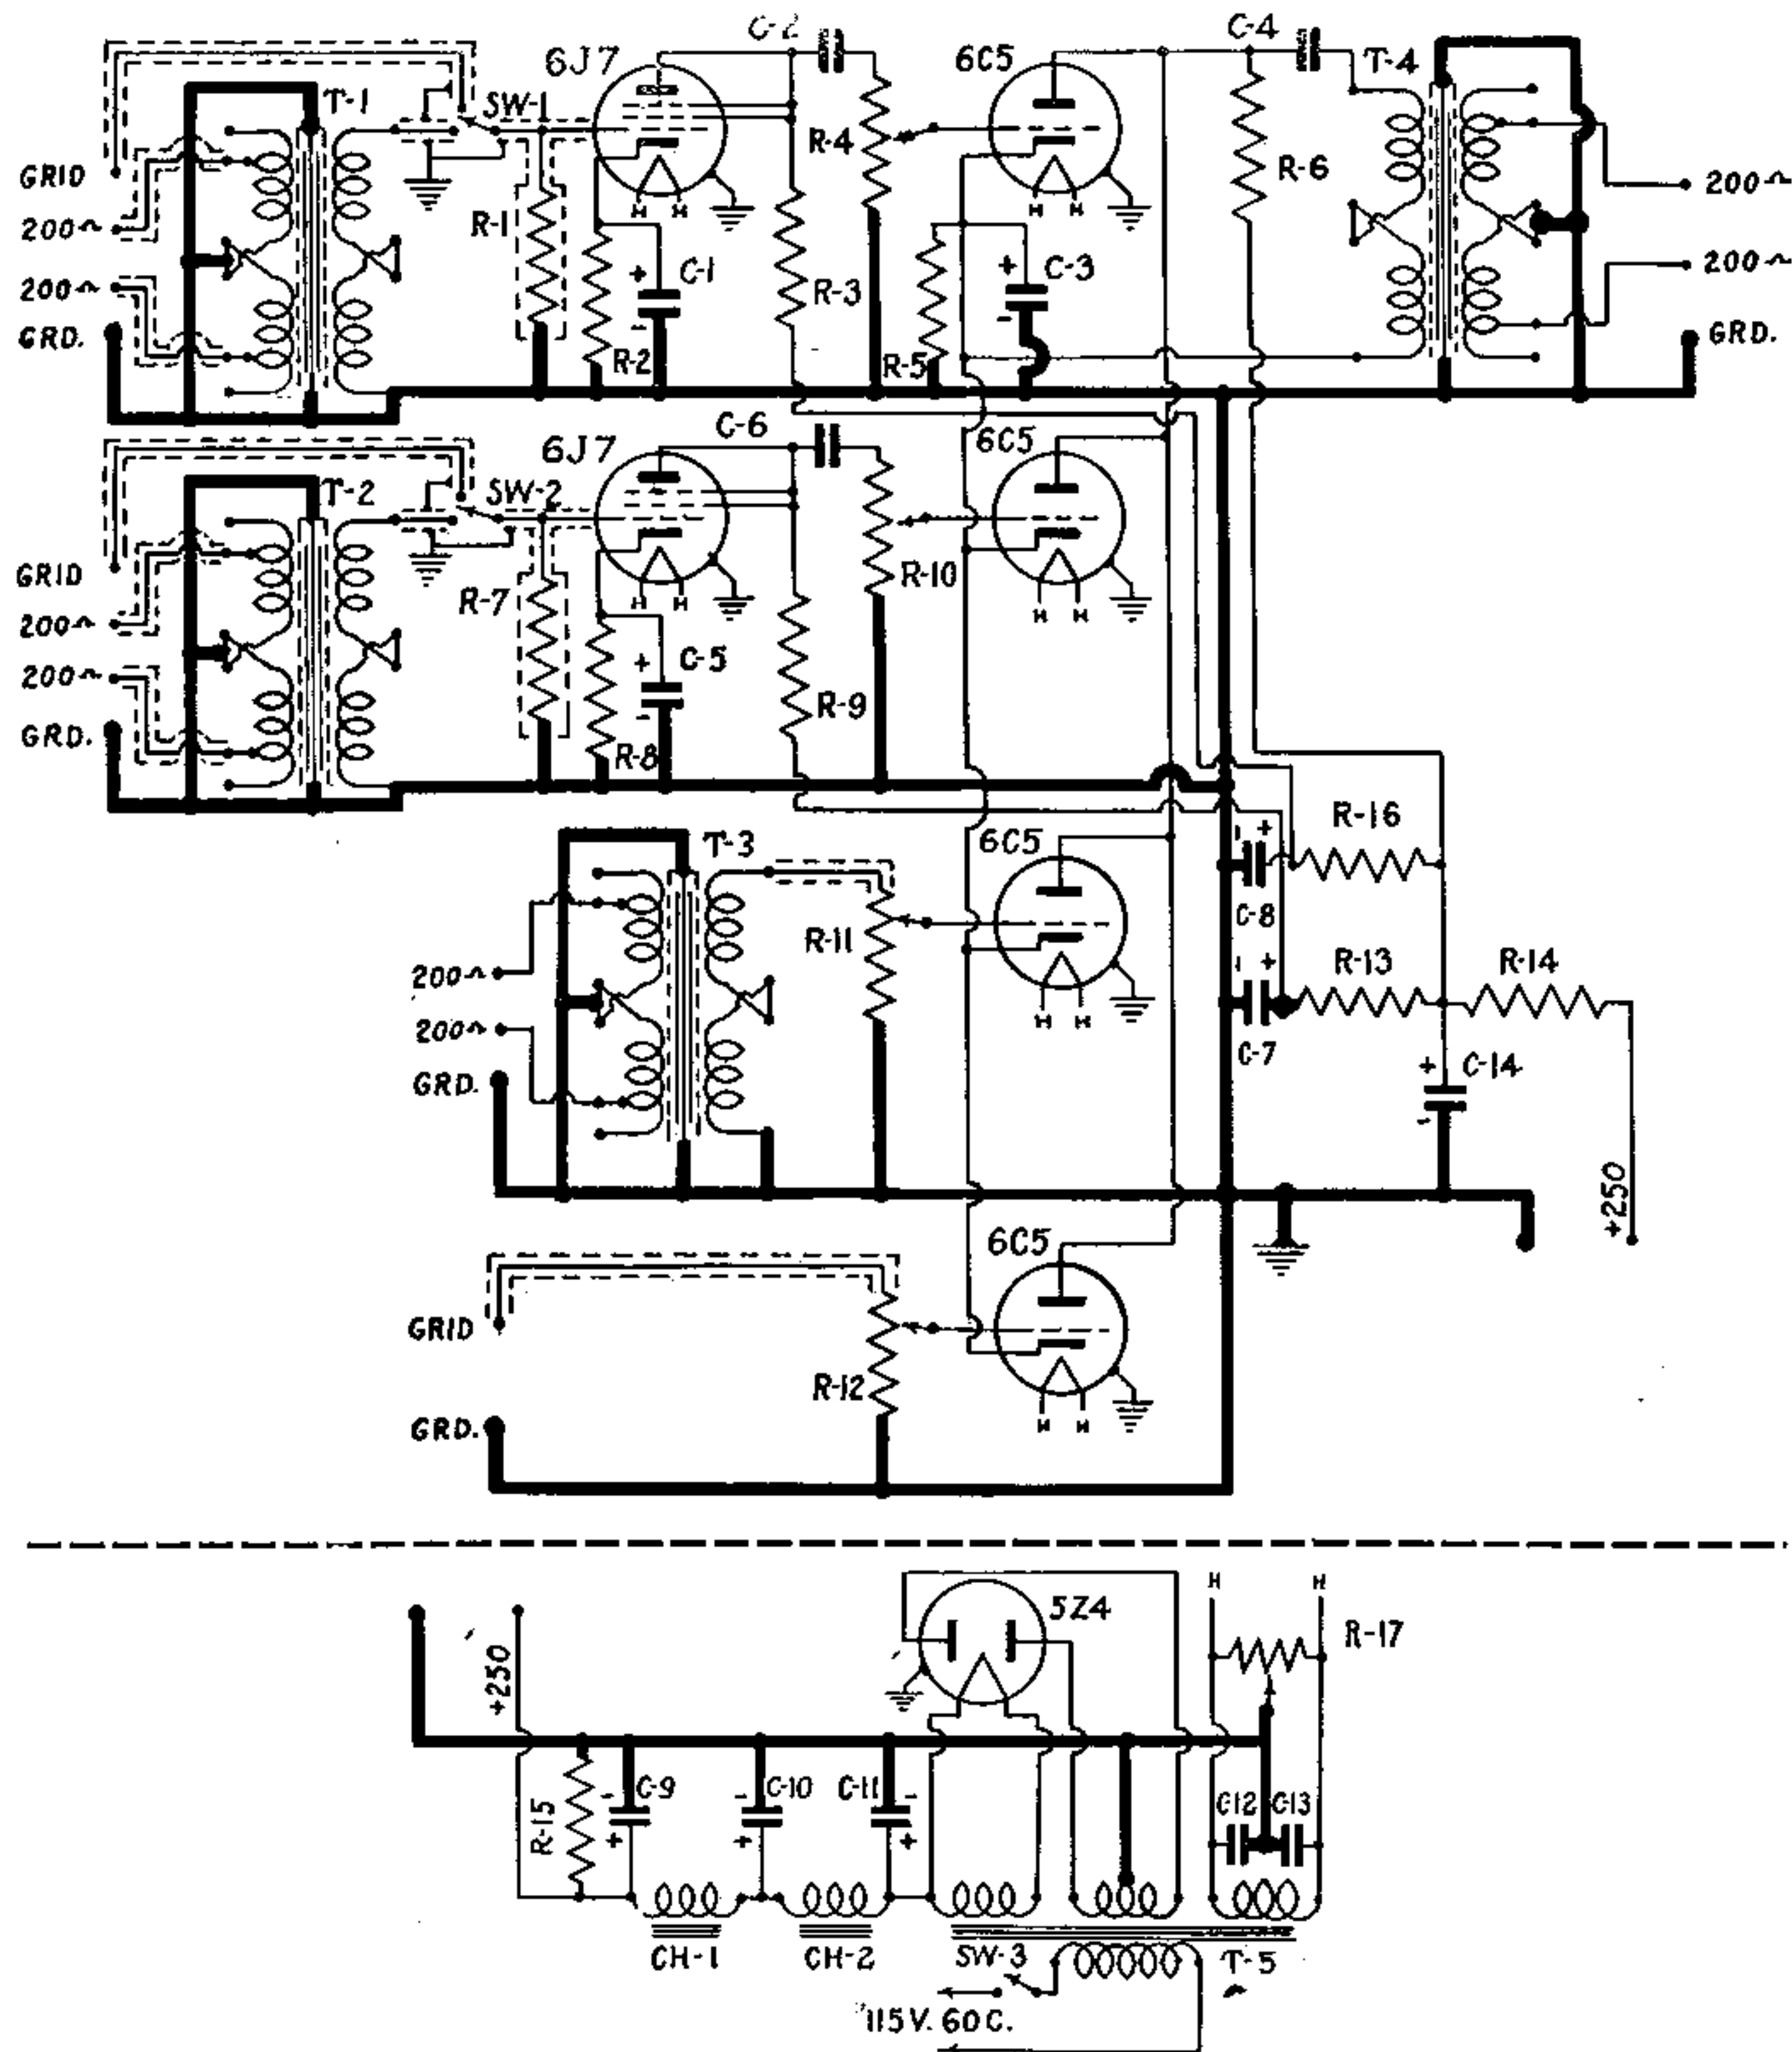 C-2
C-4
6J7
6C5
T-4
T-1
SW-1
R-4
R-6
GRID
200~
R-1
H H
H H
200~
200~
C-1
R-3
C-3
200~
GRD.
R-2
R-5
GRD.
C-6
6C5
6J7
T-2
SW-2
GRID
R-7
R-10
200~
H H
H H
200~
C-5
R-9
GRD.
R-8
R-16
T-3
6C5
C-8
R-11
R-13
R-14
200~
200~
H H
C-7
GRD.
C-14
+250
6C5
GRID
R-12
H H
GRD.
H H
5Z4
R-17
+250
C-9
C-10
C-11
C12
C13
R-15
CH-1
CH-2
SW-3
T-5
115V. 60C.